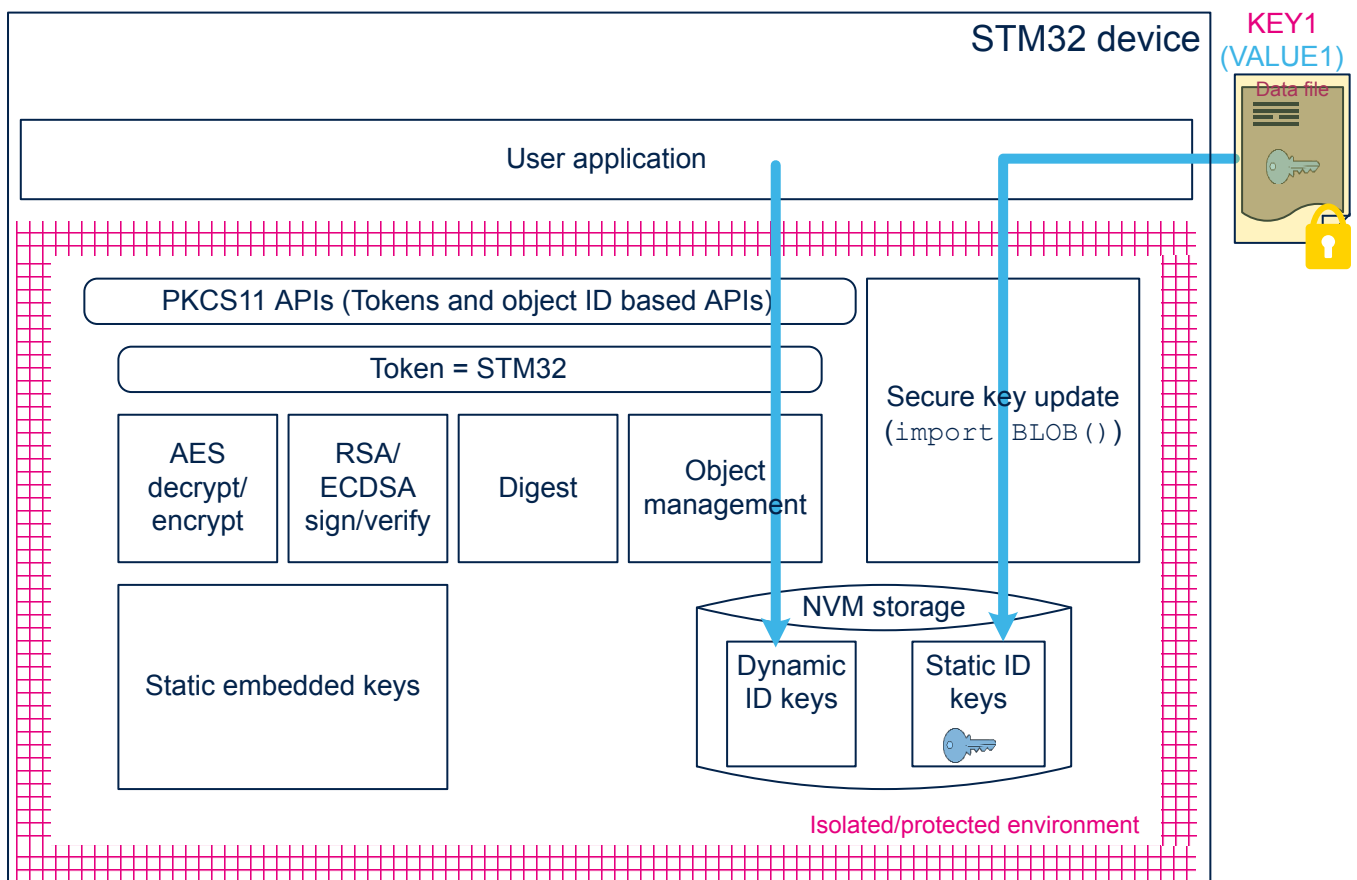 STM32 device
KEY1
(VALUE1)
Data file
User application
PKCS11 APIs (Tokens and object ID based APIs)
Token = STM32
AES
decrypt/
encrypt
RSA/
ECDSA
sign/verify
Digest
Object
management
Secure key update
(import BLOB())
Static embedded keys
NVM storage
Dynamic
ID keys
Static ID
keys
Isolated/protected environment